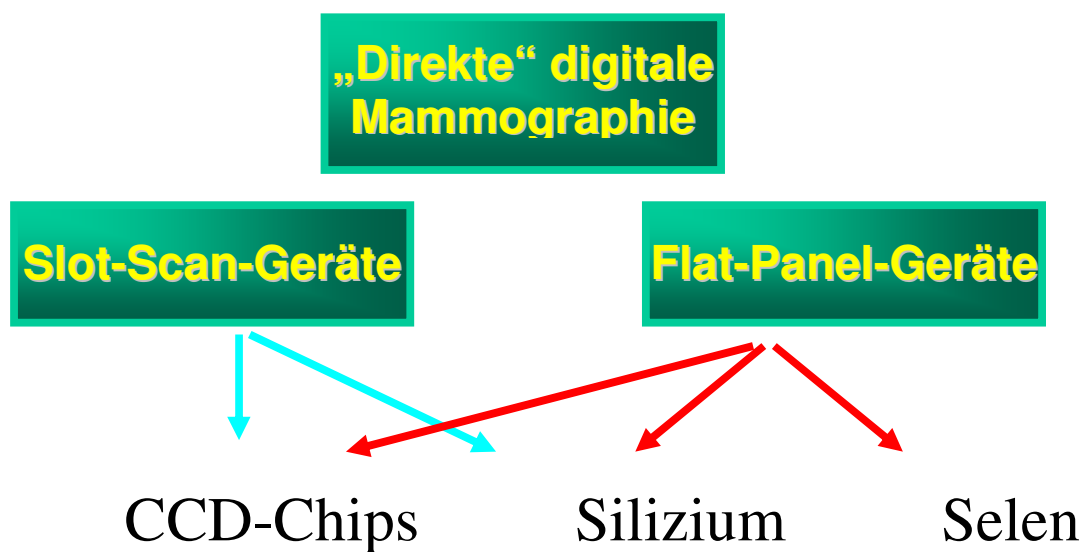 „Direkte“ digitale
Mammographie
Slot-Scan-Geräte
Flat-Panel-Geräte
CCD-Chips
Silizium
Selen